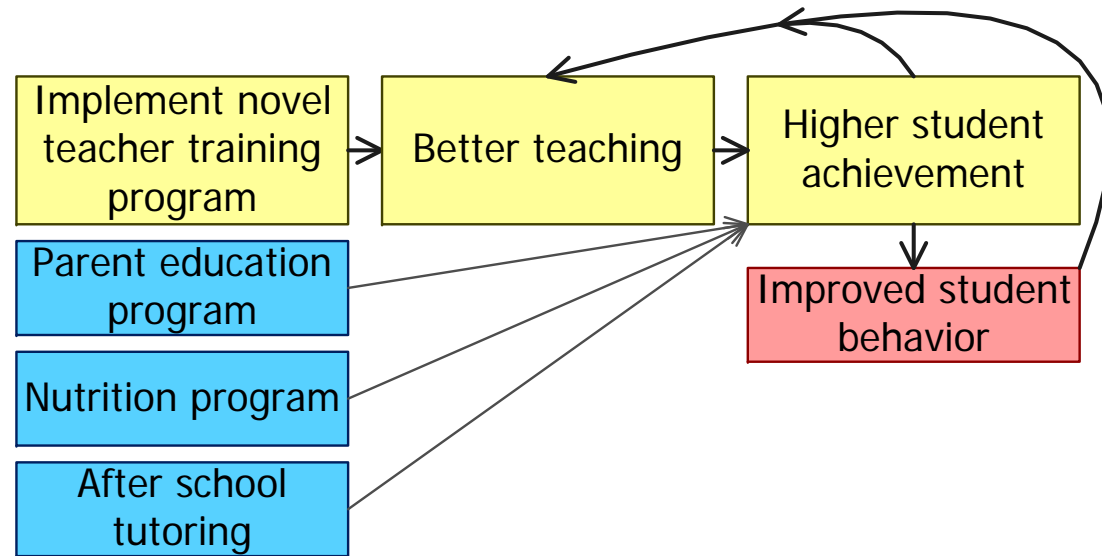 Implement novel
teacher training
program
Better teaching
Higher student
achievement
Parent education
program
Improved student
behavior
Nutrition program
After school
tutoring